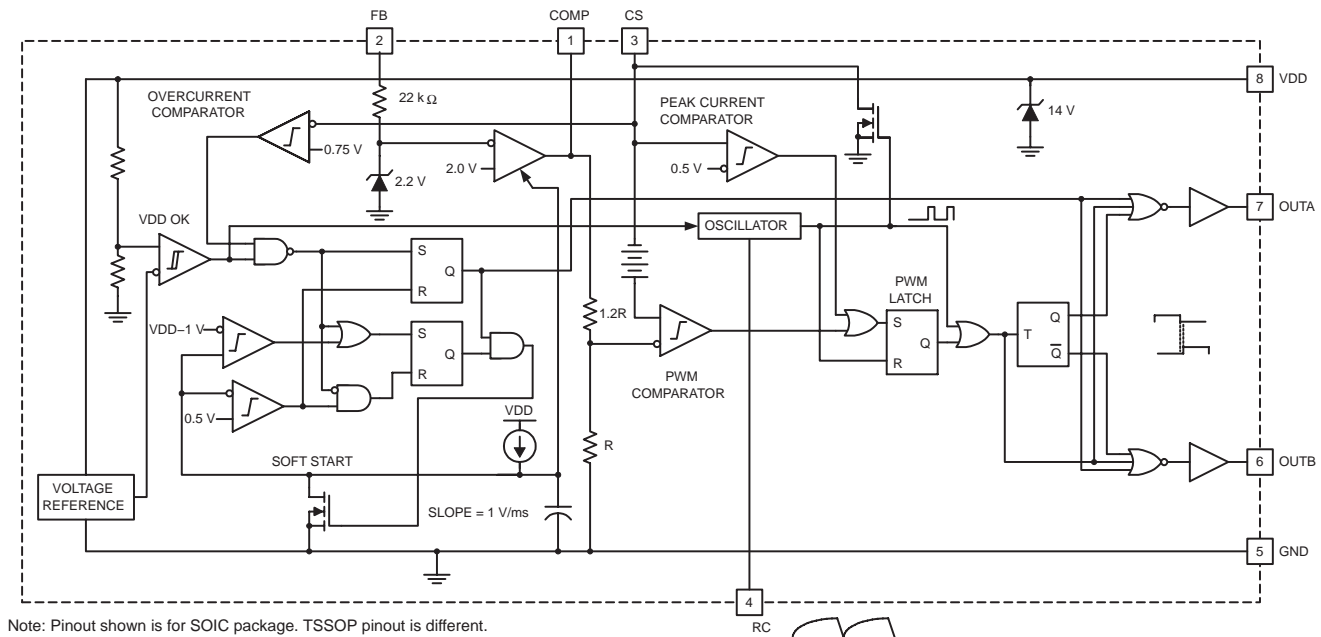 FB
COMP
CS
2
1
3
8 VDD
OVERCURRENT
COMPARATOR
22 kΩ
PEAK CURRENT
COMPARATOR
14 V
0.75 V
2.2 V
2.0 V
0.5 V
VDD OK
OSCILLATOR
7 OUTA
S
Q
R
PWM
LATCH
S
Q
R
1.2R
VDD–1 V
S
Q
R
T
Q
Q
PWM
COMPARATOR
0.5 V
VDD
R
SOFT START
6 OUTB
VOLTAGE
REFERENCE
SLOPE = 1 V/ms
5 GND
4
RC
Note: Pinout shown is for SOIC package. TSSOP pinout is different.